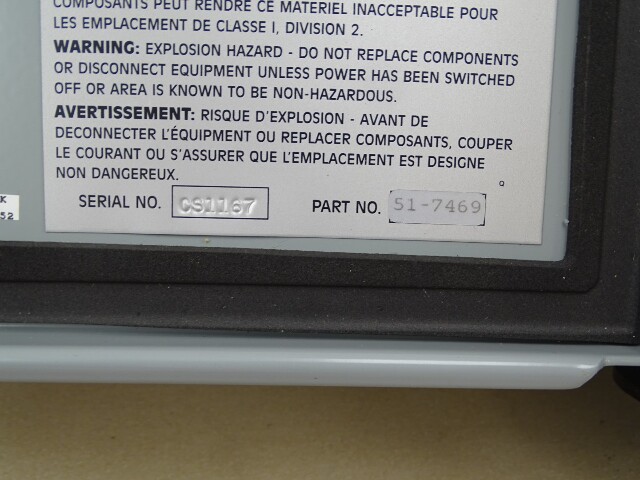 COMPOSANTS PEUT RENDRE CE MATERIEL INACCEPTABLE POUR
LES EMPLACEMENT DE CLASSE I, DIVISION 2.
WARNING: EXPLOSION HAZARD - DO NOT REPLACE COMPONENTS
OR DISCONNECT EQUIPMENT UNLESS POWER HAS BEEN SWITCHED
OFF OR AREA IS KNOWN TO BE NON-HAZARDOUS.
AVERTISSEMENT: RISQUE D'EXPLOSION - AVANT DE
DECONNECTER L'ÉQUIPMENT OU REPLACER COMPOSANTS, COUPER
LE COURANT OU S'ASSURER QUE L'EMPLACEMENT EST DESIGNE
NON DANGEREUX.
SERIAL NO. CS1167 PART NO. 51-7469
K
52